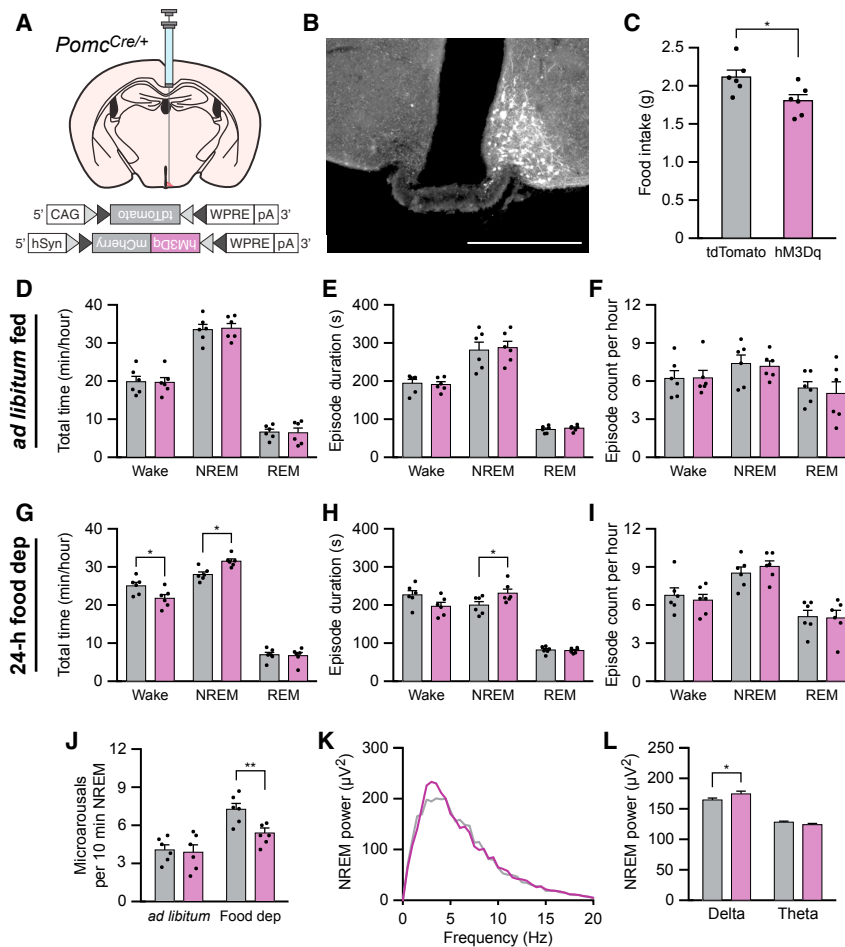 A
Pomc^Cre/+
5' CAG tdTomato WPRE pA 3'
5' hSyn mCherry hM3Dq WPRE pA 3'
B
C
*
Food intake (g)
2.5
2.0
1.5
1.0
0.5
0
tdTomato hM3Dq
ad libitum fed
D
Total time (min/hour)
40
30
20
10
0
Wake NREM REM
E
Episode duration (s)
400
300
200
100
0
Wake NREM REM
F
Episode count per hour
12
9
6
3
0
Wake NREM REM
24-h food dep
G
Total time (min/hour)
40
30
20
10
0
* *
Wake NREM REM
H
Episode duration (s)
400
300
200
100
0
*
Wake NREM REM
I
Episode count per hour
12
9
6
3
0
Wake NREM REM
J
Microarousals
per 10 min NREM
12
9
6
3
0
**
ad libitum Food dep
K
NREM power (µV²)
300
200
100
0
0 5 10 15 20
Frequency (Hz)
L
NREM power (µV²)
250
200
150
100
50
0
*
Delta Theta